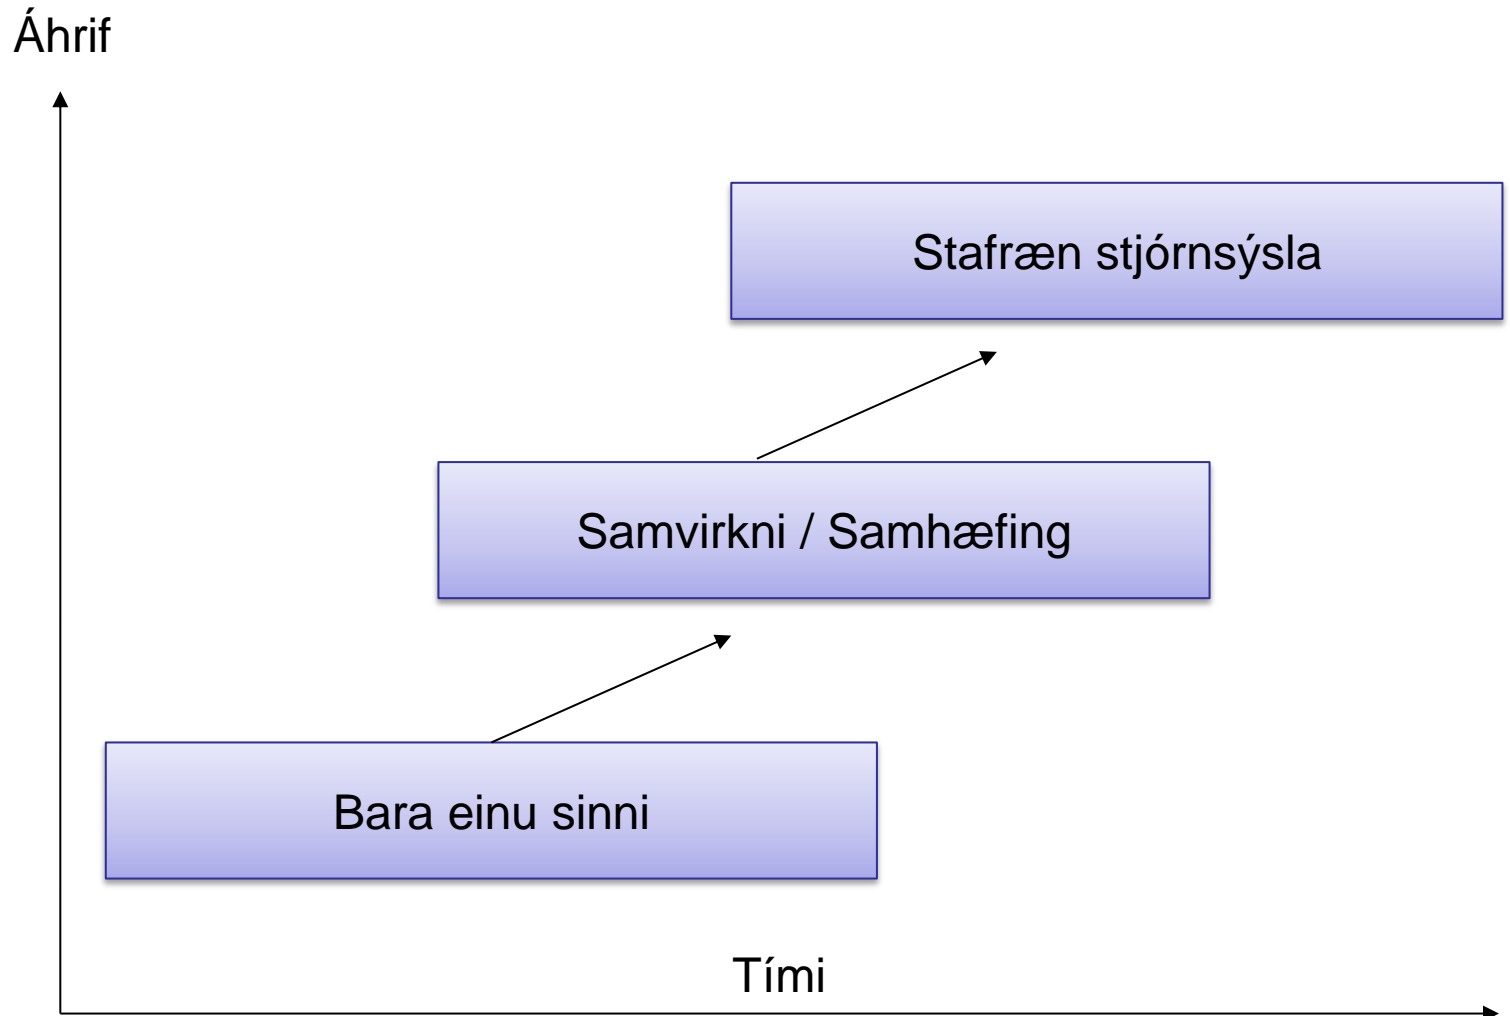 Áhrif
Stafræn stjórnsýsla
Samvirkni / Samhæfing
Bara einu sinni
Tími